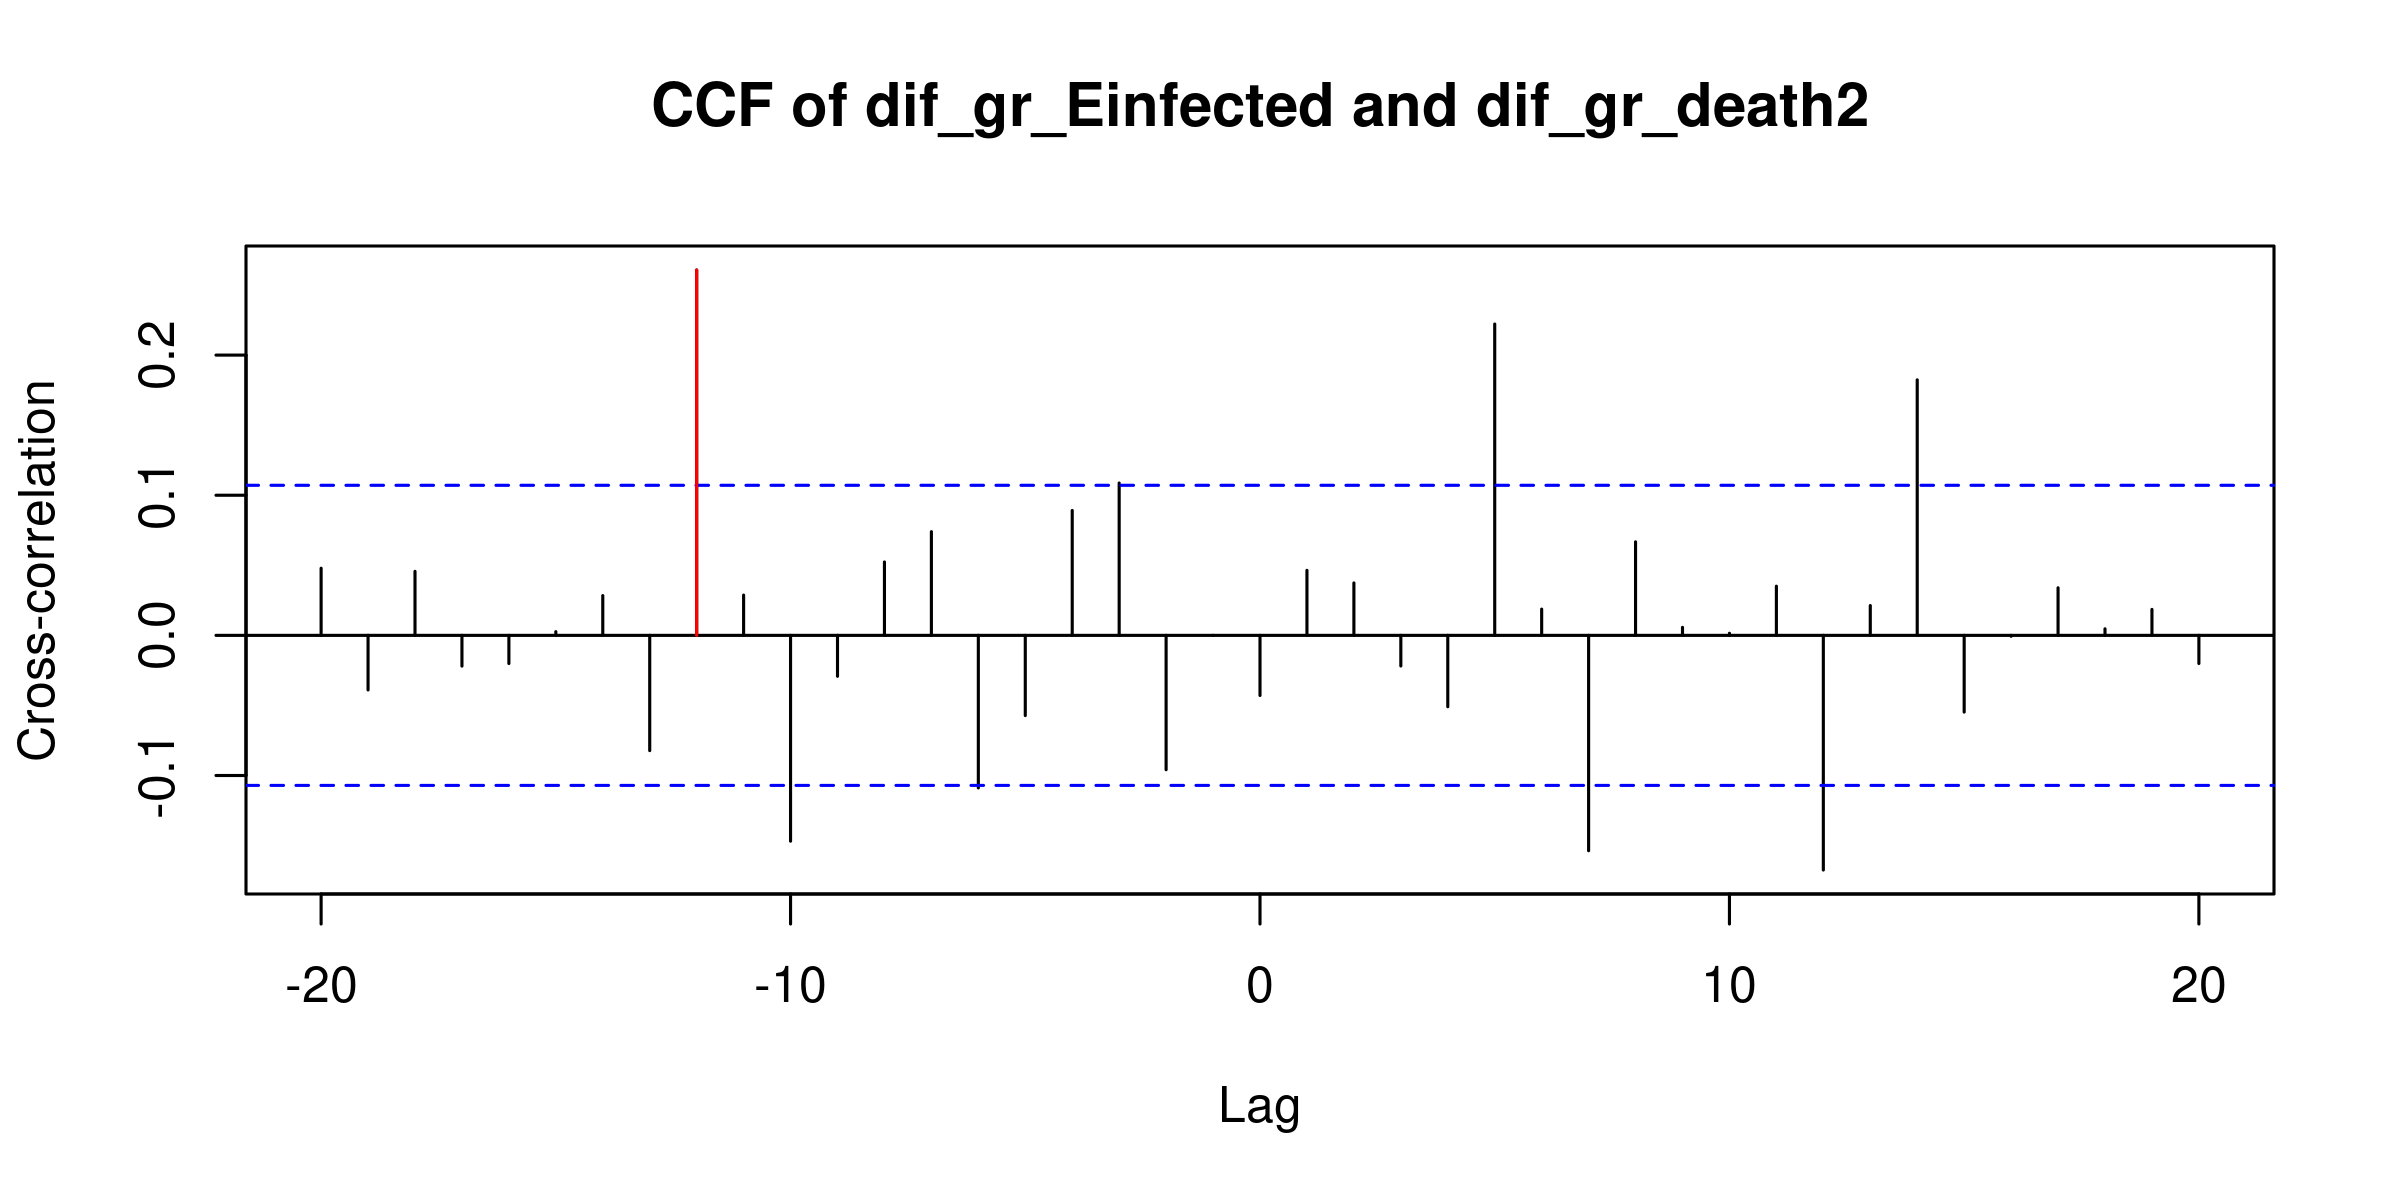 CCF of dif_gr_Einfected and dif_gr_death2
Cross-correlation
0.2
0.1
0.0
-0.1
-20 -10 0 10 20
Lag